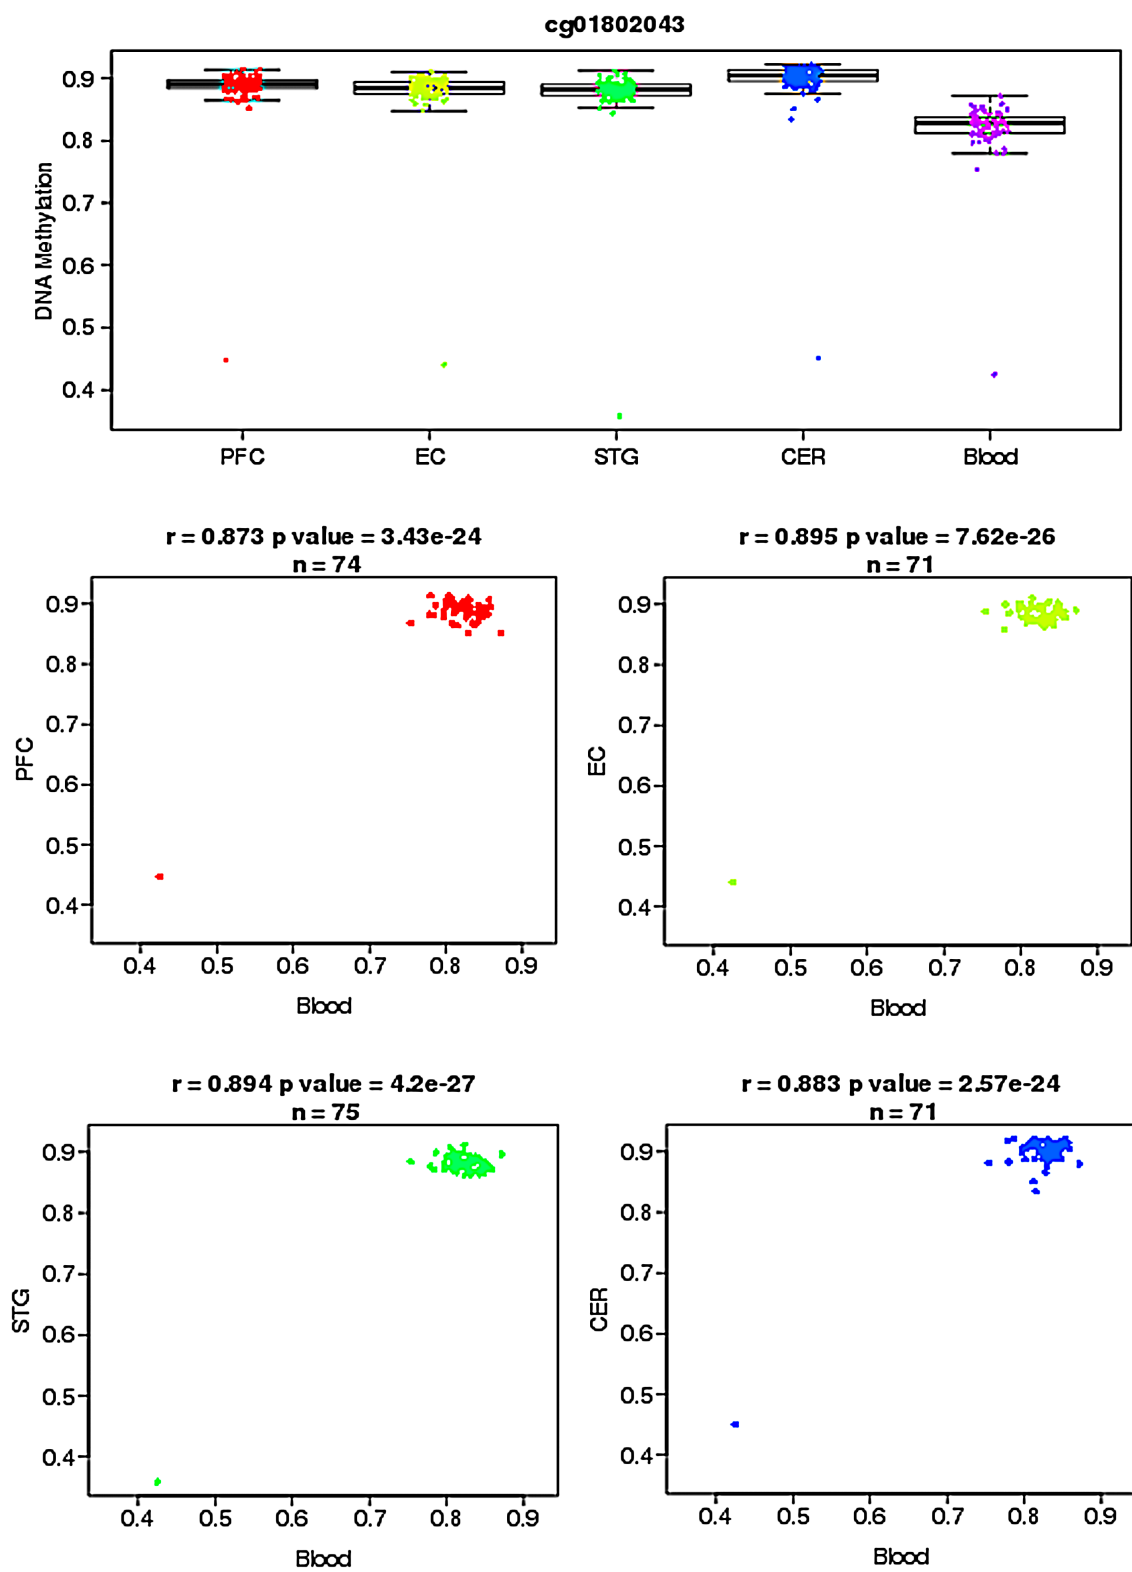 cg01802043
DNA Methylation
0.9
0.8
0.7
0.6
0.5
0.4
PFC EC STG CER Blood
r = 0.873 p value = 3.43e-24
n = 74
PFC
0.9
0.8
0.7
0.6
0.5
0.4
0.4 0.5 0.6 0.7 0.8 0.9
Blood
r = 0.895 p value = 7.62e-26
n = 71
EC
0.9
0.8
0.7
0.6
0.5
0.4
0.4 0.5 0.6 0.7 0.8 0.9
Blood
r = 0.894 p value = 4.2e-27
n = 75
STG
0.9
0.8
0.7
0.6
0.5
0.4
0.4 0.5 0.6 0.7 0.8 0.9
Blood
r = 0.883 p value = 2.57e-24
n = 71
CER
0.9
0.8
0.7
0.6
0.5
0.4
0.4 0.5 0.6 0.7 0.8 0.9
Blood